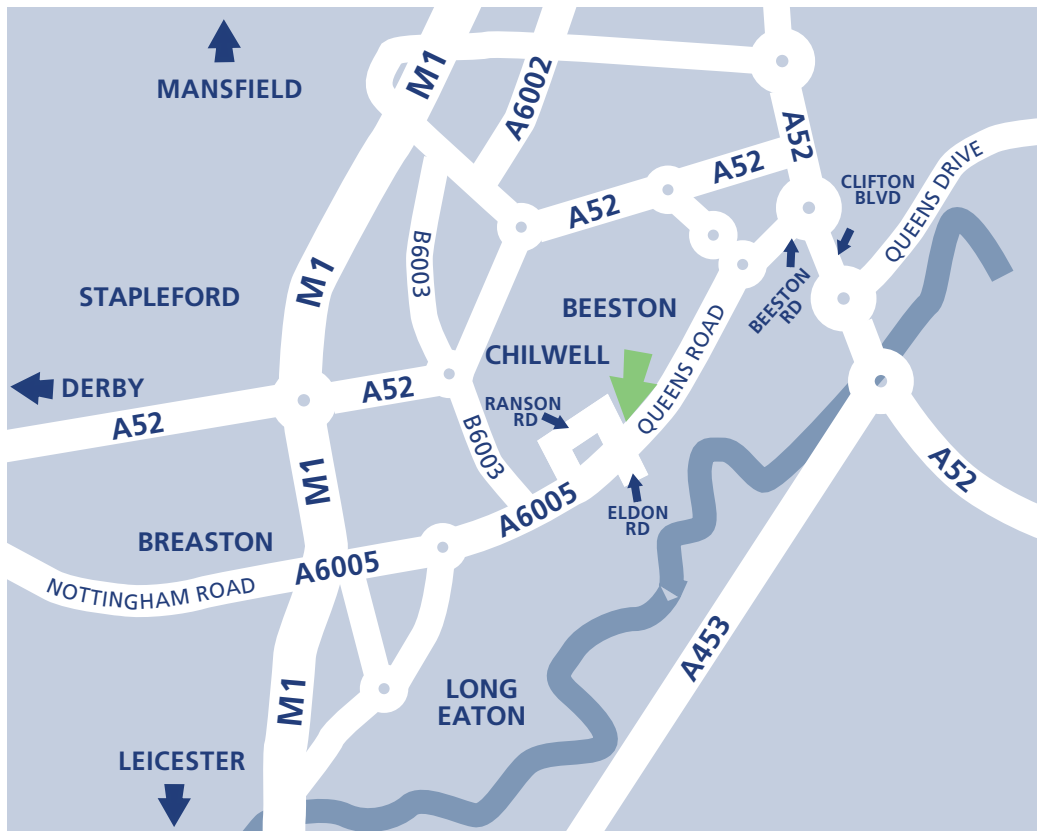 MANSFIELD
M1
A6002
A52
A52
A52
CLIFTON
BLVD
QUEENS DRIVE
B6003
M1
STAPLEFORD
BEESTON
BEESTON
RD
CHILWELL
QUEENS ROAD
DERBY
A52
A52
RANSON
RD
B6003
M1
A6005
ELDON
RD
A52
BREASTON
A6005
NOTTINGHAM ROAD
A453
M1
LONG
EATON
LEICESTER